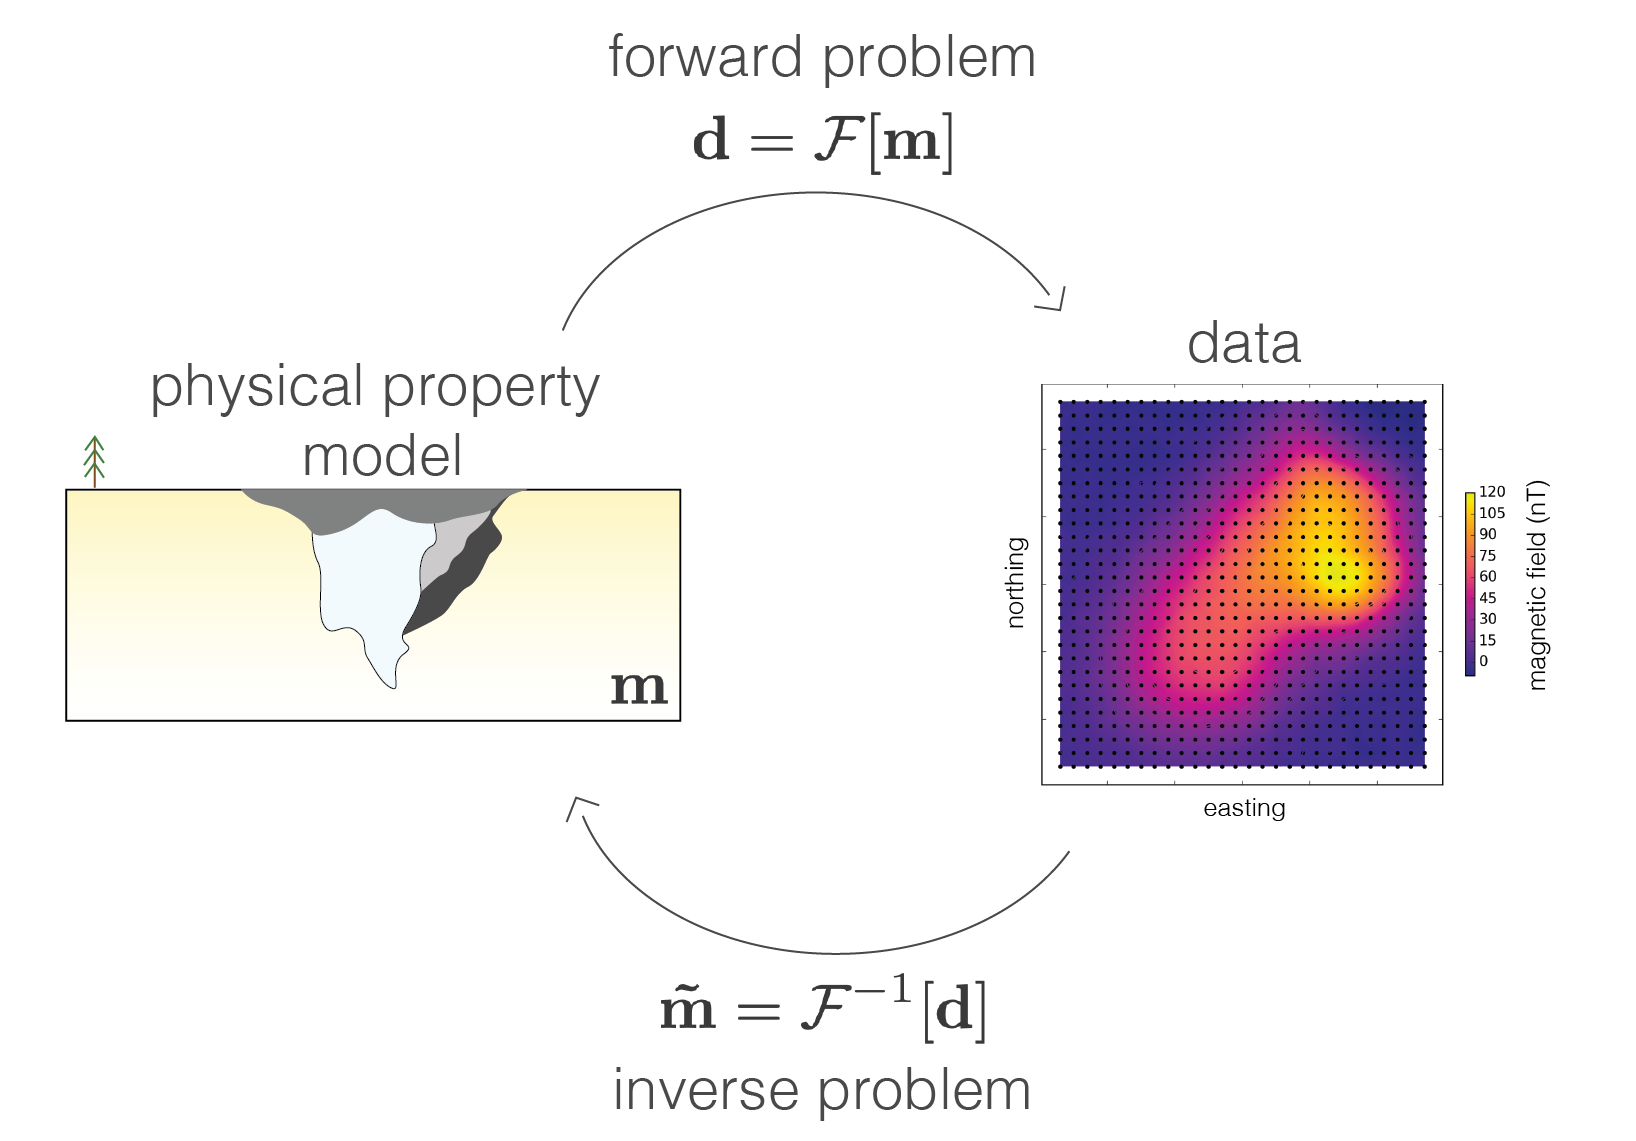 forward problem
d = ℱ[m]
physical property
model
m
data
northing
easting
120
105
90
75
60
45
30
15
0
magnetic field (nT)
m̃ = ℱ⁻¹[d]
inverse problem